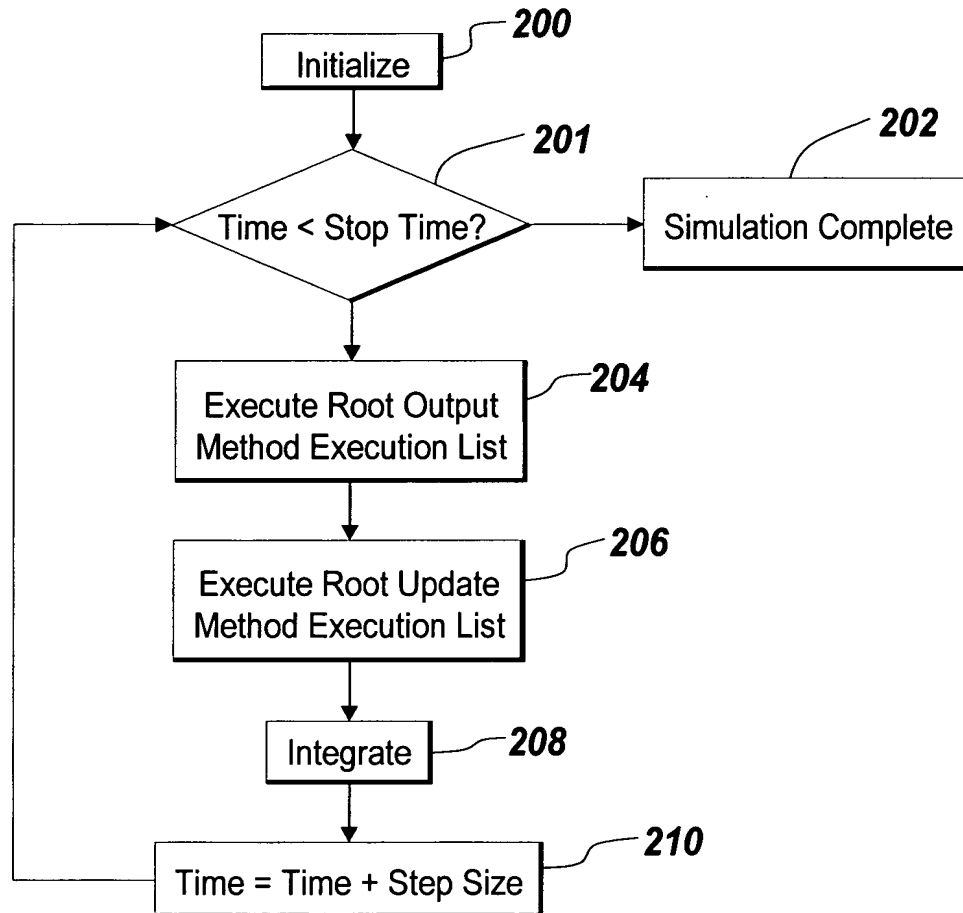 200
Initialize
201
202
Time < Stop Time?
Simulation Complete
204
Execute Root Output
Method Execution List
206
Execute Root Update
Method Execution List
208
Integrate
210
Time = Time + Step Size